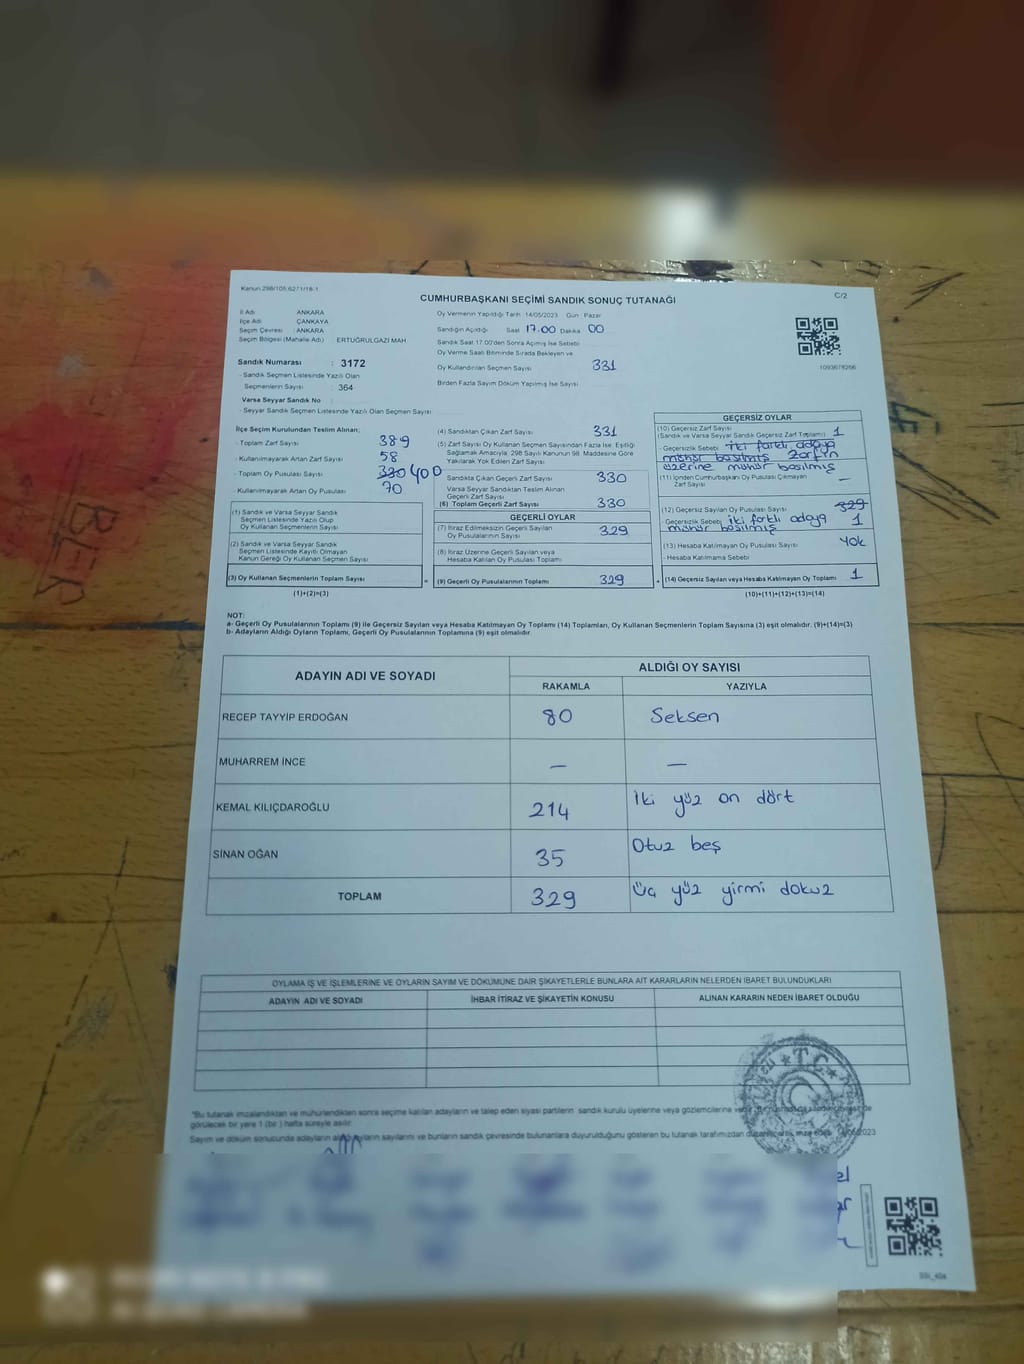 Kanun 298/105,6271/18-1
C/2
CUMHURBAŞKANI SEÇİMİ SANDIK SONUÇ TUTANAĞI
İl Adı : ANKARA
İlçe Adı : ÇANKAYA
Seçim Çevresi : ANKARA
Seçim Bölgesi (Mahalle Adı) : ERTUĞRULGAZİ MAH
Sandık Numarası : 3172
- Sandık Seçmen Listesinde Yazılı Olan
Seçmenlerin Sayısı : 364
Varsa Seyyar Sandık No :
- Seyyar Sandık Seçmen Listesinde Yazılı Olan Seçmen Sayısı :
Oy Vermenin Yapıldığı Tarih : 14/05/2023 Gün : Pazar
Sandığın Açıldığı Saat 17.00 Dakika 00
Sandık Saat 17.00'den Sonra Açılmış İse Sebebi
Oy Verme Saati Bitiminde Sırada Bekleyen ve
Oy Kullandırılan Seçmen Sayısı 331
Birden Fazla Sayım Döküm Yapılmış İse Sayısı
1093678266
İlçe Seçim Kurulundan Teslim Alınan;
- Toplam Zarf Sayısı 389
- Kullanılmayarak Artan Zarf Sayısı 58
- Toplam Oy Pusulası Sayısı 330 400
- Kullanılmayarak Artan Oy Pusulası 70
(1) Sandık ve Varsa Seyyar Sandık
Seçmen Listesinde Yazılı Olup
Oy Kullanan Seçmenlerin Sayısı
(2) Sandık ve Varsa Seyyar Sandık
Seçmen Listesinde Kayıtlı Olmayan
Kanun Gereği Oy Kullanan Seçmen Sayısı
(3) Oy Kullanan Seçmenlerin Toplam Sayısı
(1)+(2)=(3)
(4) Sandıktan Çıkan Zarf Sayısı 331
(5) Zarf Sayısı Oy Kullanan Seçmen Sayısından Fazla İse, Eşitliği
Sağlamak Amacıyla, 298 Sayılı Kanunun 98. Maddesine Göre
Yakılarak Yok Edilen Zarf Sayısı
Sandıkta Çıkan Geçerli Zarf Sayısı 330
Varsa Seyyar Sandıktan Teslim Alınan
Geçerli Zarf Sayısı
(6) Toplam Geçerli Zarf Sayısı 330
GEÇERLİ OYLAR
(7) İtiraz Edilmeksizin Geçerli Sayılan
Oy Pusulalarının Sayısı 329
(8) İtiraz Üzerine Geçerli Sayılan veya
Hesaba Katılan Oy Pusulası Toplamı
= (9) Geçerli Oy Pusulalarının Toplamı 329
GEÇERSİZ OYLAR
(10) Geçersiz Zarf Sayısı
(Sandık ve Varsa Seyyar Sandık Geçersiz Zarf Toplamı) 1
- Geçersizlik Sebebi iki farklı adaya
mühür basılmış zarfın
üzerine mühür basılmış
(11) İçinden Cumhurbaşkanı Oy Pusulası Çıkmayan
Zarf Sayısı —
(12) Geçersiz Sayılan Oy Pusulası Sayısı 329
- Geçersizlik Sebebi iki farklı adaya 1
mühür basılmış
(13) Hesaba Katılmayan Oy Pusulası Sayısı Yok
- Hesaba Katılmama Sebebi
+ (14) Geçersiz Sayılan veya Hesaba Katılmayan Oy Toplamı 1
(10)+(11)+(12)+(13)=(14)
NOT:
a- Geçerli Oy Pusulalarının Toplamı (9) ile Geçersiz Sayılan veya Hesaba Katılmayan Oy Toplamı (14) Toplamları, Oy Kullanan Seçmenlerin Toplam Sayısına (3) eşit olmalıdır. (9)+(14)=(3)
b- Adayların Aldığı Oyların Toplamı, Geçerli Oy Pusulalarının Toplamına (9) eşit olmalıdır.
ADAYIN ADI VE SOYADI
ALDIĞI OY SAYISI
RAKAMLA YAZIYLA
RECEP TAYYİP ERDOĞAN 80 Seksen
MUHARREM İNCE — —
KEMAL KILIÇDAROĞLU 214 İki yüz on dört
SİNAN OĞAN 35 Otuz beş
TOPLAM 329 Üç yüz yirmi dokuz
OYLAMA İŞ VE İŞLEMLERİNE VE OYLARIN SAYIM VE DÖKÜMÜNE DAİR ŞİKAYETLERLE BUNLARA AİT KARARLARIN NELERDEN İBARET BULUNDUKLARI
ADAYIN ADI VE SOYADI İHBAR İTİRAZ VE ŞİKAYETİN KONUSU ALINAN KARARIN NEDEN İBARET OLDUĞU
T.C.
*Bu tutanak imzalandıktan ve mühürlendikten sonra seçime katılan adayların ve talep eden siyasi partilerin sandık kurulu üyelerine veya gözlemcilerine
görülecek bir yere 1 (bir) hafta süreyle asılır.
Sayım ve döküm sonucunda adayların aldığı oyların sayılarını ve bunların sandık çevresinde bulunanlara duyurulduğunu gösteren bu tutanak tarafımızdan